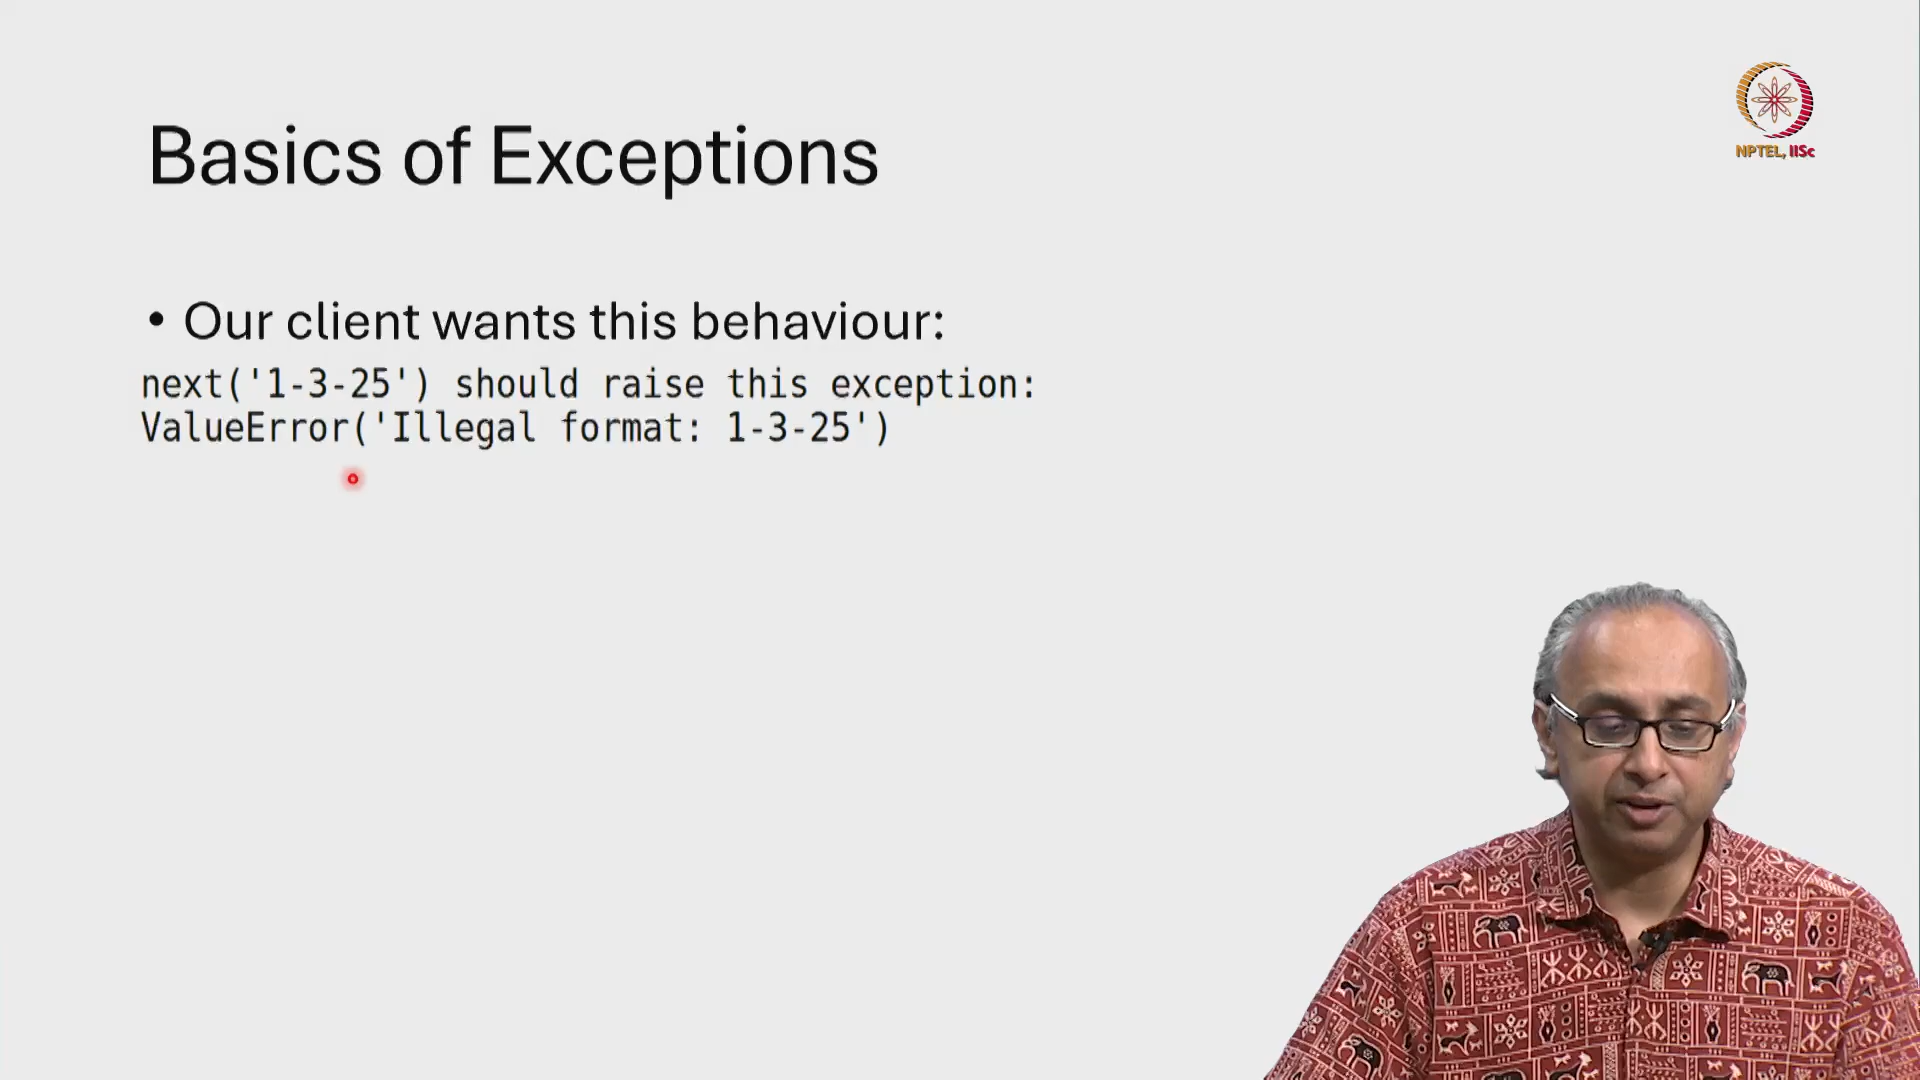 Basics of Exceptions
NPTEL, IISc
• Our client wants this behaviour:
next('1-3-25') should raise this exception:
ValueError('Illegal format: 1-3-25')